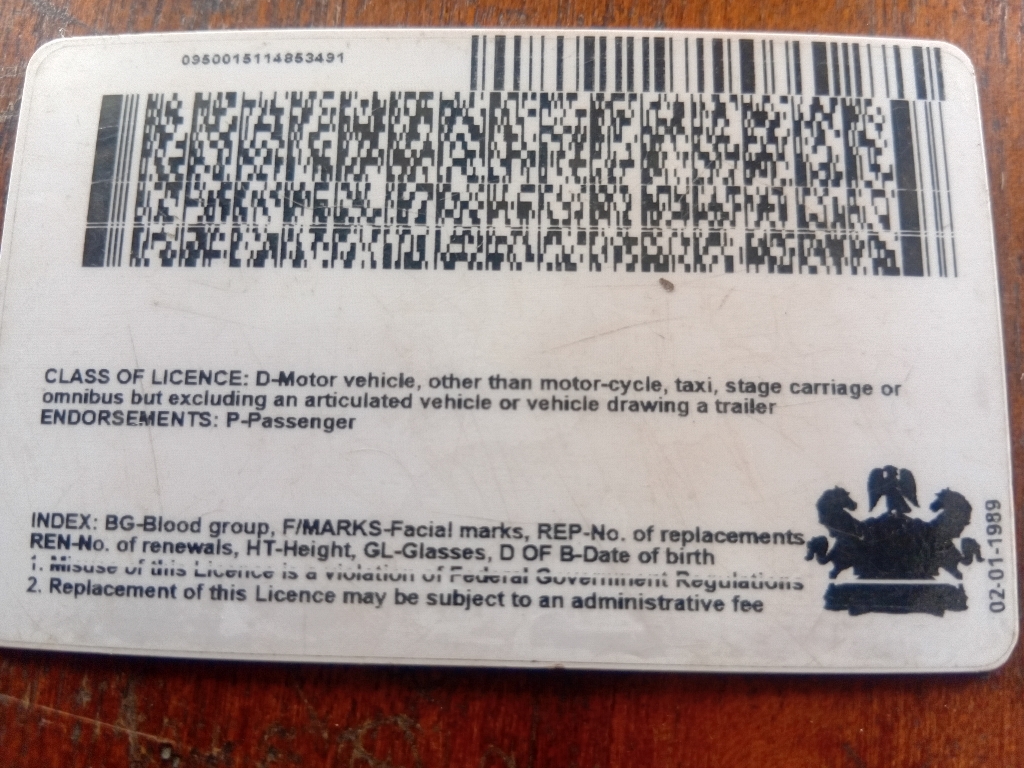 0950015114853491
CLASS OF LICENCE: D-Motor vehicle, other than motor-cycle, taxi, stage carriage or
omnibus but excluding an articulated vehicle or vehicle drawing a trailer
ENDORSEMENTS: P-Passenger
INDEX: BG-Blood group, F/MARKS-Facial marks, REP-No. of replacements
REN-No. of renewals, HT-Height, GL-Glasses, D OF B-Date of birth
1. Misuse of this Licence is a violation of Federal Government Regulations
2. Replacement of this Licence may be subject to an administrative fee
02-01-1989